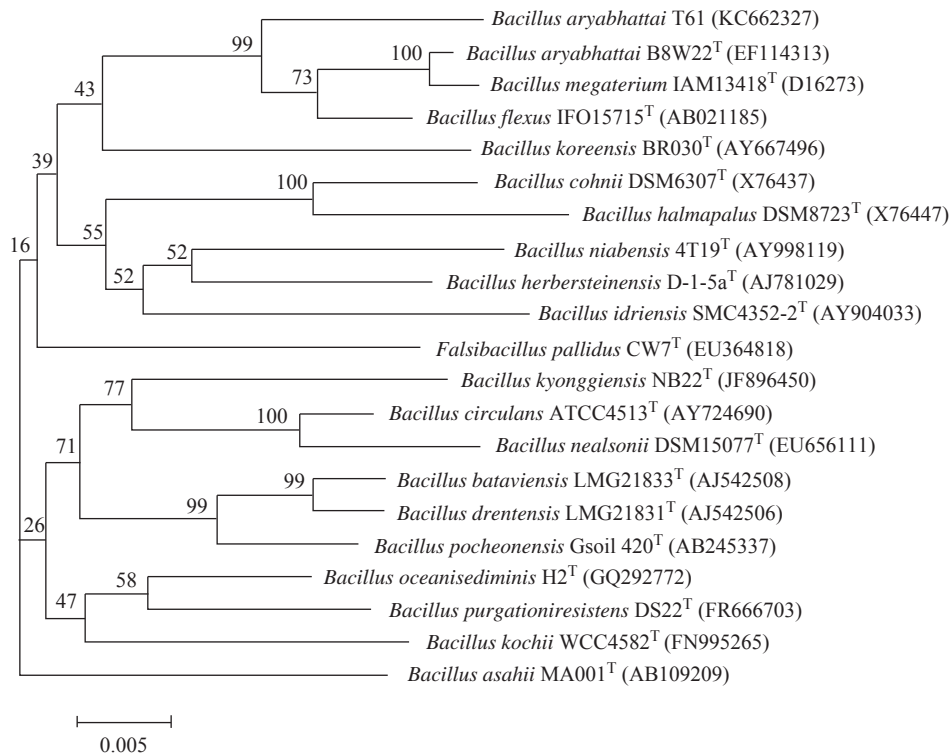 Bacillus aryabhattai T61 (KC662327)
99
Bacillus aryabhattai B8W22ᵀ (EF114313)
100
73
Bacillus megaterium IAM13418ᵀ (D16273)
43
Bacillus flexus IFO15715ᵀ (AB021185)
Bacillus koreensis BR030ᵀ (AY667496)
39
100
Bacillus cohnii DSM6307ᵀ (X76437)
Bacillus halmapalus DSM8723ᵀ (X76447)
55
16
52
Bacillus niabensis 4T19ᵀ (AY998119)
52
Bacillus herbersteinensis D-1-5aᵀ (AJ781029)
Bacillus idriensis SMC4352-2ᵀ (AY904033)
Falsibacillus pallidus CW7ᵀ (EU364818)
77
Bacillus kyonggiensis NB22ᵀ (JF896450)
100
Bacillus circulans ATCC4513ᵀ (AY724690)
71
Bacillus nealsonii DSM15077ᵀ (EU656111)
99
Bacillus bataviensis LMG21833ᵀ (AJ542508)
99
Bacillus drentensis LMG21831ᵀ (AJ542506)
26
Bacillus pocheonensis Gsoil 420ᵀ (AB245337)
58
Bacillus oceanisediminis H2ᵀ (GQ292772)
47
Bacillus purgationiresistens DS22ᵀ (FR666703)
Bacillus kochii WCC4582ᵀ (FN995265)
Bacillus asahii MA001ᵀ (AB109209)
0.005